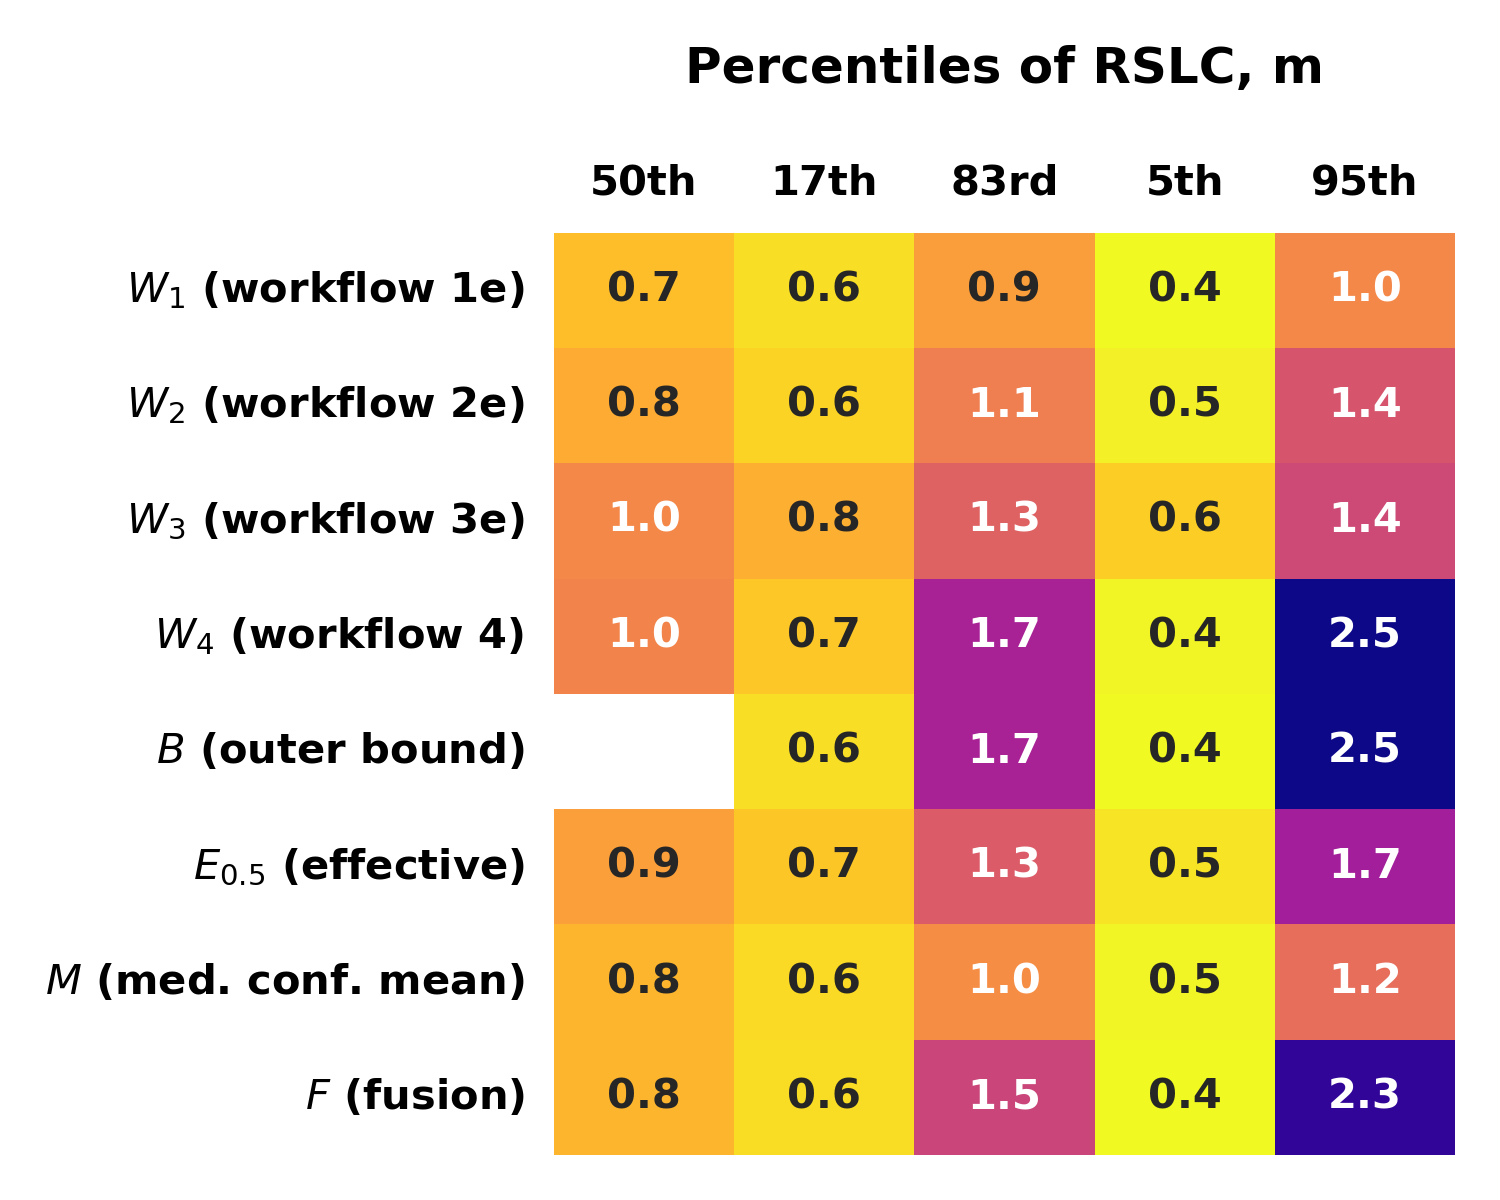 Percentiles of RSLC, m
50th 17th 83rd 5th 95th
W₁ (workflow 1e) 0.7 0.6 0.9 0.4 1.0
W₂ (workflow 2e) 0.8 0.6 1.1 0.5 1.4
W₃ (workflow 3e) 1.0 0.8 1.3 0.6 1.4
W₄ (workflow 4) 1.0 0.7 1.7 0.4 2.5
B (outer bound) 0.6 1.7 0.4 2.5
E₀.₅ (effective) 0.9 0.7 1.3 0.5 1.7
M (med. conf. mean) 0.8 0.6 1.0 0.5 1.2
F (fusion) 0.8 0.6 1.5 0.4 2.3